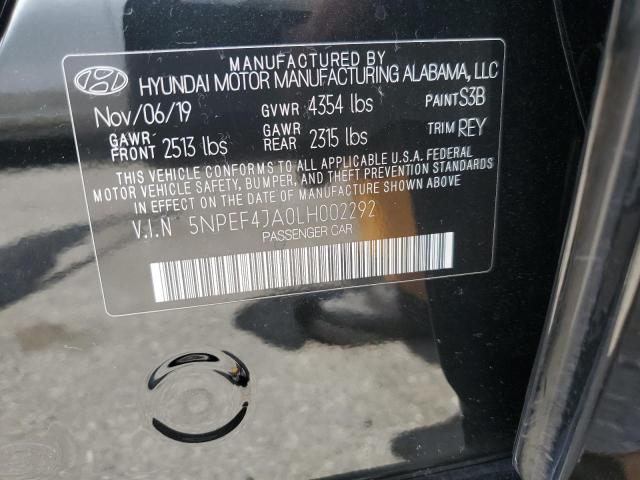 MANUFACTURED BY
HYUNDAI MOTOR MANUFACTURING ALABAMA, LLC
Nov/06/19 GVWR 4354 lbs PAINT S3B
GAWR: FRONT 2513 lbs GAWR: REAR 2315 lbs TRIM REY
THIS VEHICLE CONFORMS TO ALL APPLICABLE U.S.A. FEDERAL
MOTOR VEHICLE SAFETY, BUMPER, AND THEFT PREVENTION STANDARDS
IN EFFECT ON THE DATE OF MANUFACTURE SHOWN ABOVE.
V.I.N 5NPEF4JA0LH002292
PASSENGER CAR